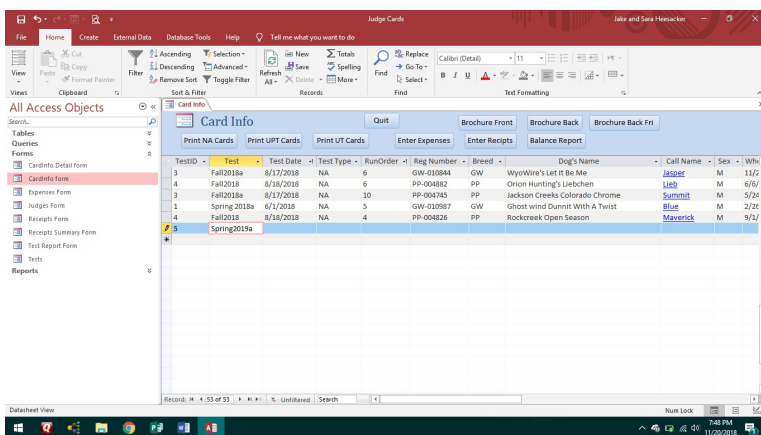 Judge Cards
Jake and Sara Heesacker
File Home Create External Data Database Tools Help Tell me what you want to do
View Paste Cut Copy Format Painter
Filter Ascending Descending Remove Sort Selection Advanced Toggle Filter
Refresh All New Save Delete Totals Spelling More
Find Replace Go To Select
Calibri (Detail) 11
B I U A
Views Clipboard Sort & Filter Records Find Text Formatting
All Access Objects
Search...
Tables
Queries
Forms
CardInfo Detail form
CardInfo form
Expenses Form
Judges Form
Receipts Form
Receipts Summary Form
Test Report Form
Tests
Reports
Card Info
Card Info Quit Brochure Front Brochure Back Brochure Back Fri
Print NA Cards Print UPT Cards Print UT Cards Enter Expenses Enter Recipts Balance Report
TestID Test Test Date Test Type RunOrder Reg Number Breed Dog's Name Call Name Sex
3 Fall2018a 8/17/2018 NA 6 GW-010844 GW WyoWire's Let It Be Me Jasper M 11/2
4 Fall2018 8/18/2018 NA 6 PP-004882 PP Orion Hunting's Liebchen Lieb M 6/6/
3 Fall2018a 8/17/2018 NA 10 PP-004745 PP Jackson Creeks Colorado Chrome Summit M 5/24
1 Spring 2018a 6/1/2018 NA 5 GW-010987 GW Ghost wind Dunnit With A Twist Blue M 2/2
4 Fall2018 8/18/2018 NA 4 PP-004826 PP Rockcreek Open Season Maverick M 9/1/
5 Spring2019a
Record: 53 of 53 Unfiltered Search
Datasheet View Num Lock
7:48 PM
11/20/2018